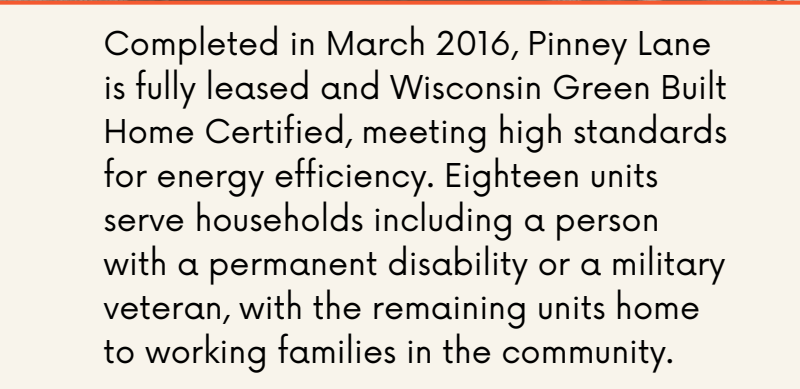 Completed in March 2016, Pinney Lane
is fully leased and Wisconsin Green Built
Home Certified, meeting high standards
for energy efficiency. Eighteen units
serve households including a person
with a permanent disability or a military
veteran, with the remaining units home
to working families in the community.